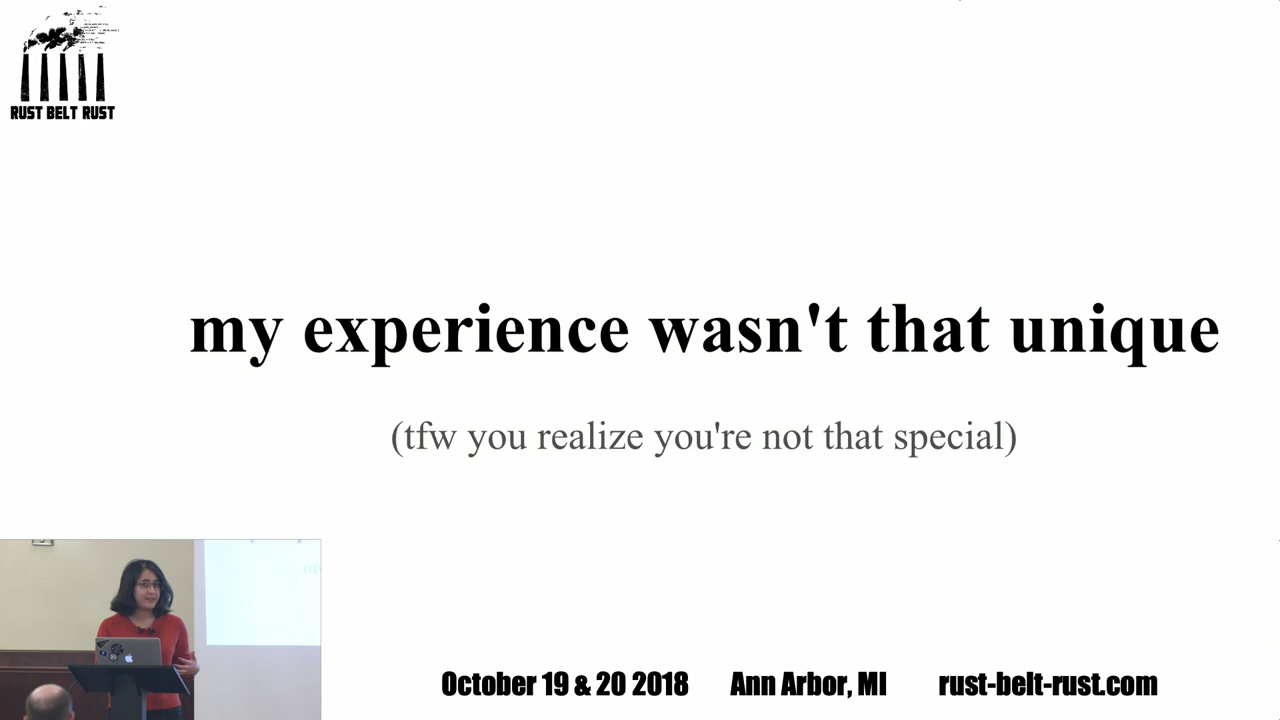 RUST BELT RUST
my experience wasn't that unique
(tfw you realize you're not that special)
October 19 & 20 2018 Ann Arbor, MI rust-belt-rust.com